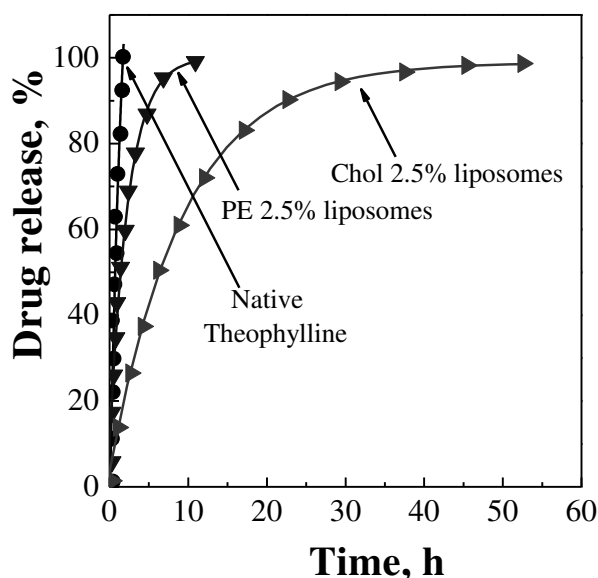 Drug release, %
100
80
60
40
20
0
Chol 2.5% liposomes
PE 2.5% liposomes
Native
Theophylline
0 10 20 30 40 50 60
Time, h